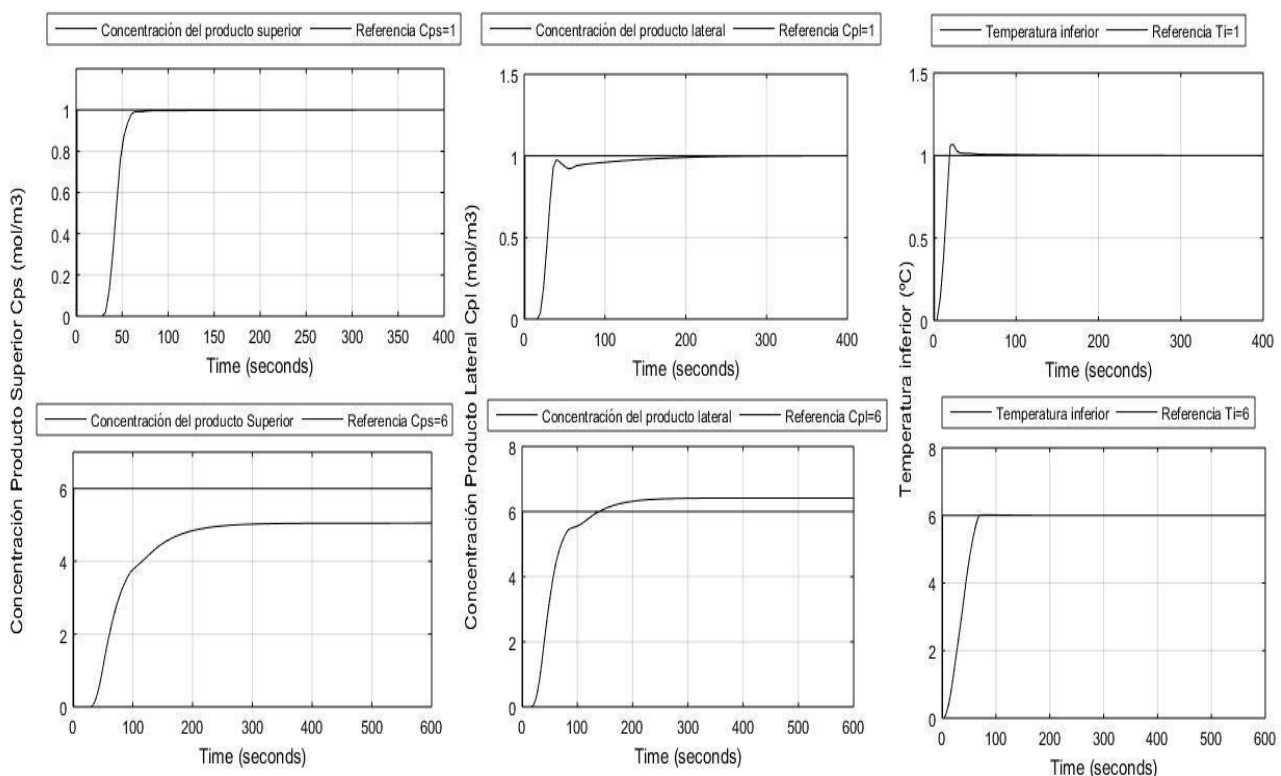 Concentración del producto superior Referencia Cps=1
1
0.8
0.6
0.4
0.2
0
0 50 100 150 200 250 300 350 400
Time (seconds)
Concentración del producto lateral Referencia Cpl=1
1.5
1
0.5
0
0 100 200 300 400
Time (seconds)
Temperatura inferior Referencia Ti=1
1.5
1
0.5
0
0 100 200 300 400
Time (seconds)
Concentración Producto Superior Cps (mol/m3)
Concentración Producto Lateral Cpl (mol/m3)
Temperatura inferior (ºC)
Concentración del producto Superior Referencia Cps=6
6
4
2
0
0 100 200 300 400 500 600
Time (seconds)
Concentración del producto lateral Referencia Cpl=6
8
6
4
2
0
0 100 200 300 400 500 600
Time (seconds)
Temperatura inferior Referencia Ti=6
8
6
4
2
0
0 100 200 300 400 500 600
Time (seconds)